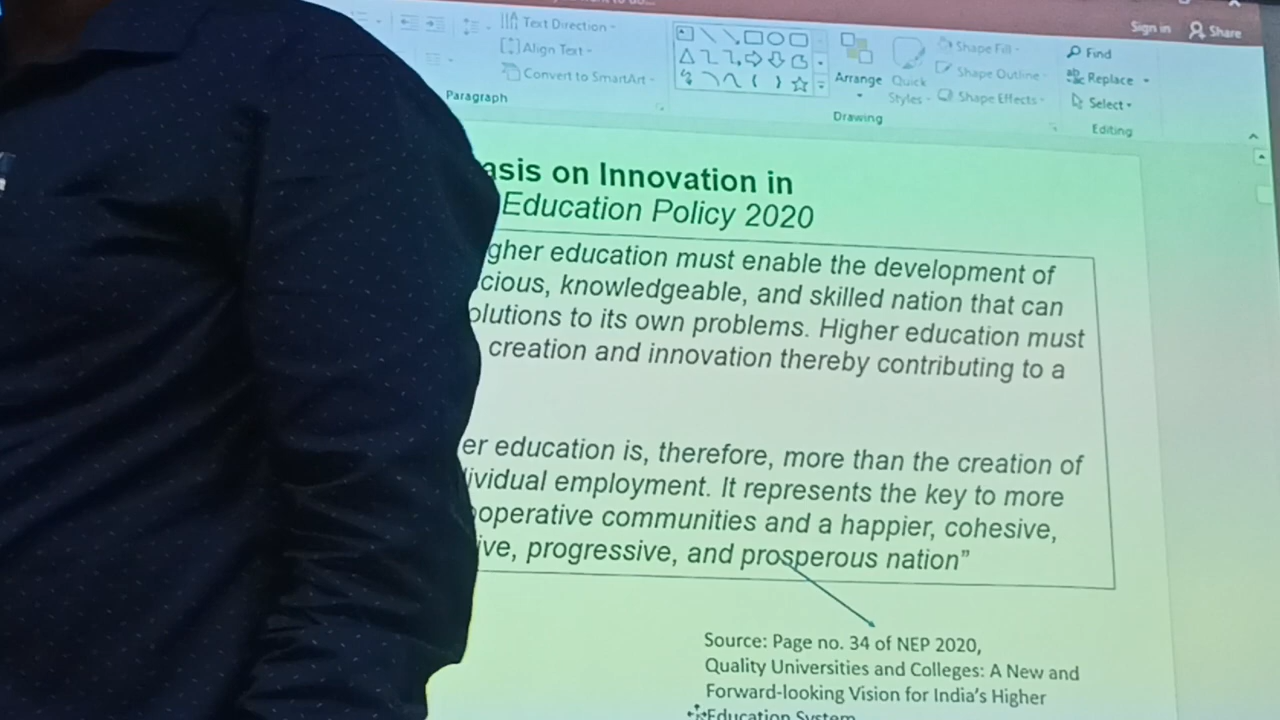 Text Direction
Align Text
Convert to SmartArt
Paragraph
Arrange
Quick
Styles
Drawing
Shape Fill
Shape Outline
Shape Effects
Sign in
Share
Find
Replace
Select
Editing
asis on Innovation in
Education Policy 2020
gher education must enable the development of
cious, knowledgeable, and skilled nation that can
olutions to its own problems. Higher education must
creation and innovation thereby contributing to a
er education is, therefore, more than the creation of
ividual employment. It represents the key to more
operative communities and a happier, cohesive,
ive, progressive, and prosperous nation”
Source: Page no. 34 of NEP 2020,
Quality Universities and Colleges: A New and
Forward-looking Vision for India’s Higher
Education System